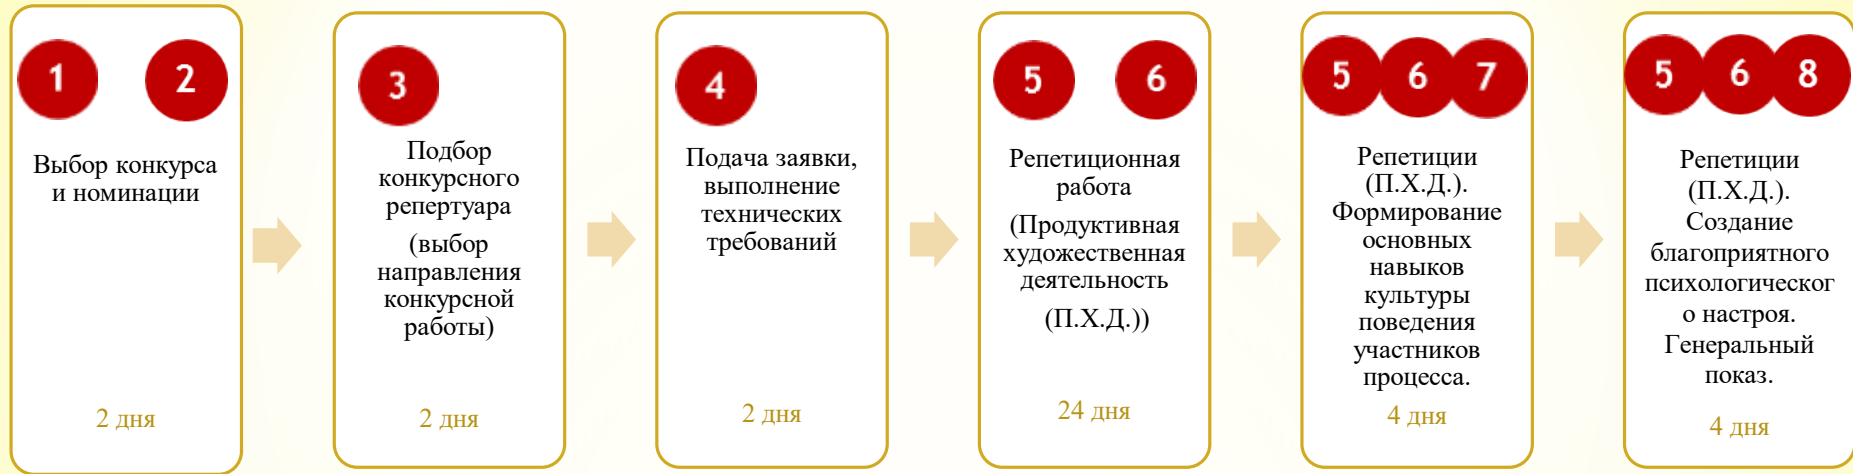 1 2
Выбор конкурса
и номинации
2 дня
3
Подбор
конкурсного
репертуара
(выбор
направления
конкурсной
работы)
2 дня
4
Подача заявки,
выполнение
технических
требований
2 дня
5 6
Репетиционная
работа
(Продуктивная
художественная
деятельность
(П.Х.Д.))
24 дня
5 6 7
Репетиции
(П.Х.Д.).
Формирование
основных
навыков
культуры
поведения
участников
процесса.
4 дня
5 6 8
Репетиции
(П.Х.Д.).
Создание
благоприятного
психологическог
о настроя.
Генеральный
показ.
4 дня